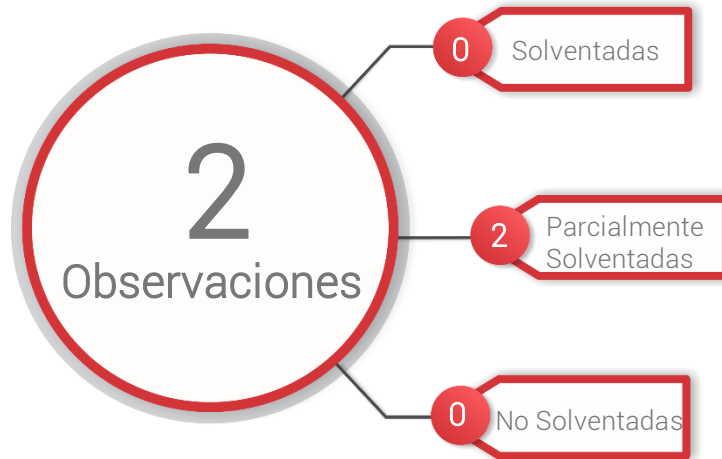 2
Observaciones
0
Solventadas
2
Parcialmente
Solventadas
0
No Solventadas